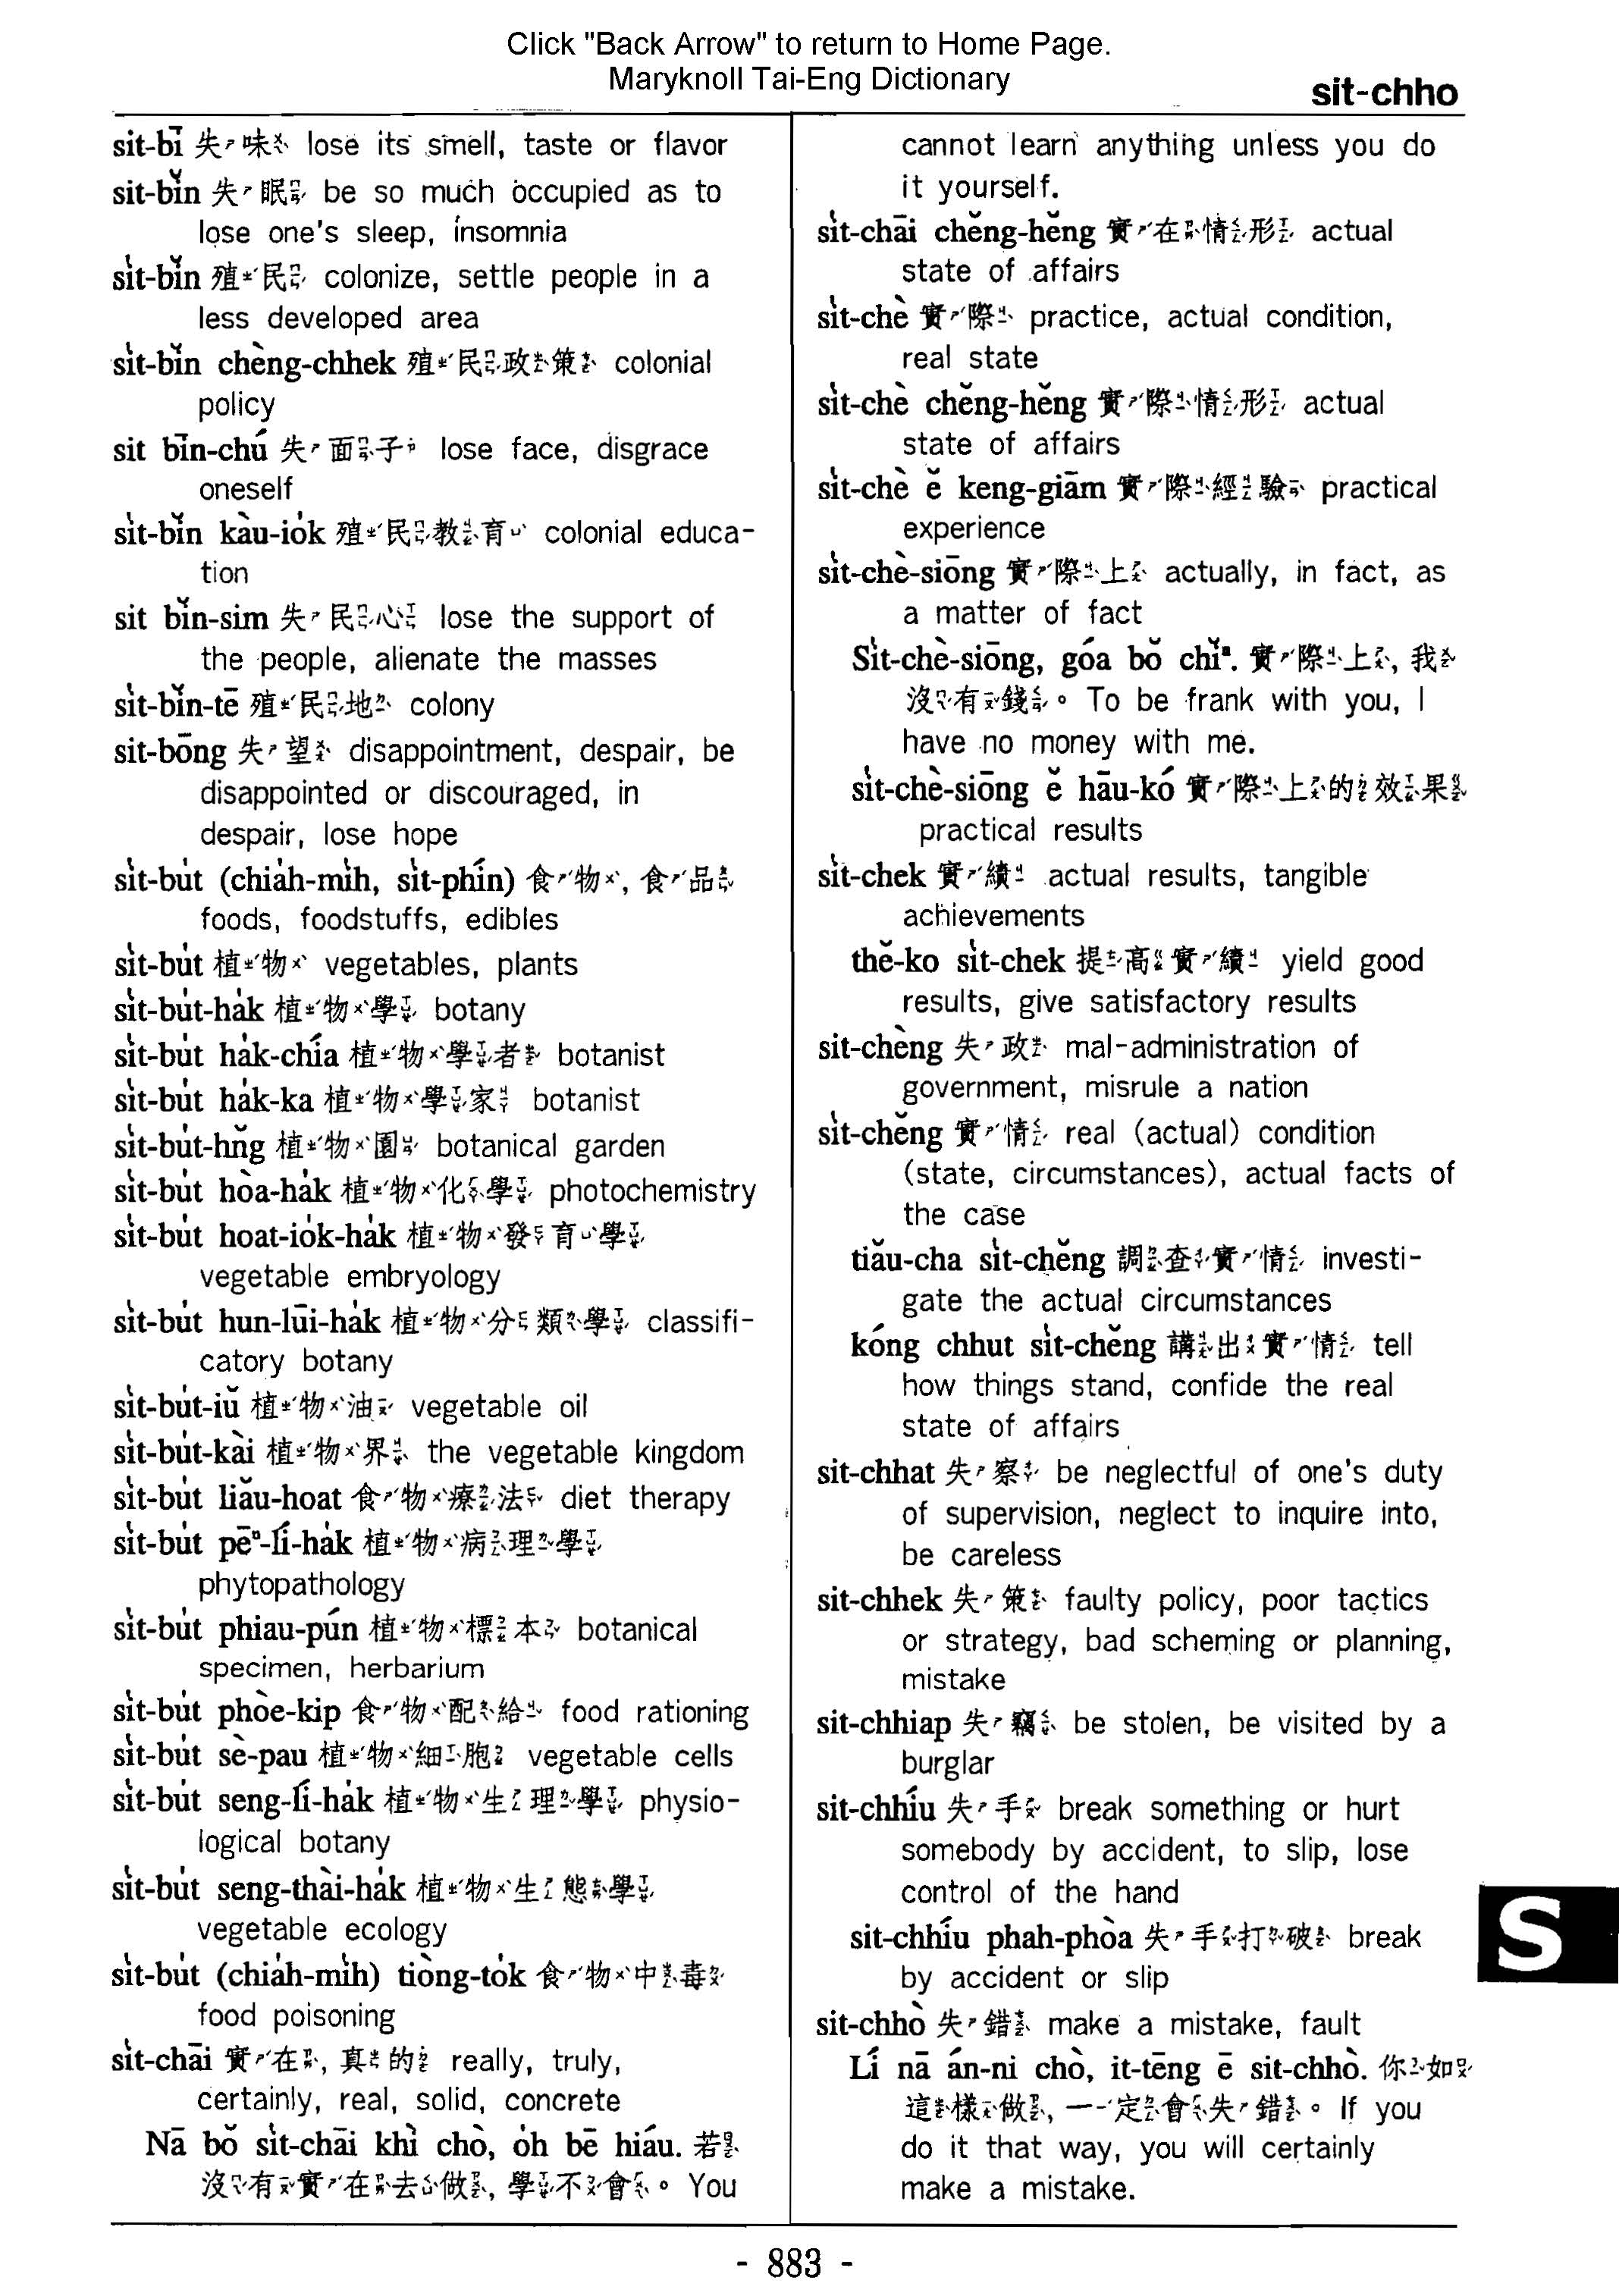 Click "Back Arrow" to return to Home Page.
Maryknoll Tai-Eng Dictionary
sit-chho
sit-bī 失味 lose its smell, taste or flavor
sit-bǐn 失眠 be so much occupied as to
lose one's sleep, insomnia
si̍t-bǐn 殖民 colonize, settle people in a
less developed area
si̍t-bǐn chèng-chhek 殖民政策 colonial
policy
sit bīn-chú 失面子 lose face, disgrace
oneself
si̍t-bǐn kàu-io̍k 殖民教育 colonial educa-
tion
sit bǐn-sim 失民心 lose the support of
the people, alienate the masses
si̍t-bǐn-tē 殖民地 colony
sit-bōng 失望 disappointment, despair, be
disappointed or discouraged, in
despair, lose hope
si̍t-bu̍t (chia̍h-mi̍h, si̍t-phín) 食物, 食品
foods, foodstuffs, edibles
si̍t-bu̍t 植物 vegetables, plants
si̍t-bu̍t-ha̍k 植物學 botany
si̍t-bu̍t ha̍k-chía 植物學者 botanist
si̍t-bu̍t ha̍k-ka 植物學家 botanist
si̍t-bu̍t-hn̆g 植物園 botanical garden
si̍t-bu̍t hòa-ha̍k 植物化學 photochemistry
si̍t-bu̍t hoat-io̍k-ha̍k 植物發育學
vegetable embryology
si̍t-bu̍t hun-lūi-ha̍k 植物分類學 classifi-
catory botany
si̍t-bu̍t-iǔ 植物油 vegetable oil
si̍t-bu̍t-kài 植物界 the vegetable kingdom
si̍t-bu̍t liǎu-hoat 食物療法 diet therapy
si̍t-bu̍t pēⁿ-lí-ha̍k 植物病理學
phytopathology
si̍t-bu̍t phiau-pún 植物標本 botanical
specimen, herbarium
si̍t-bu̍t phòe-kip 食物配給 food rationing
si̍t-bu̍t sè-pau 植物細胞 vegetable cells
si̍t-bu̍t seng-lí-ha̍k 植物生理學 physio-
logical botany
si̍t-bu̍t seng-thài-ha̍k 植物生態學
vegetable ecology
si̍t-bu̍t (chia̍h-mi̍h) tiòng-to̍k 食物中毒
food poisoning
si̍t-chāi 實在, 真的 really, truly,
certainly, real, solid, concrete
Nā bǒ si̍t-chāi khì chò, o̍h bē hiáu. 若
沒有實在去做, 學不會。 You
cannot learn anything unless you do
it yourself.
si̍t-chāi chěng-hěng 實在情形 actual
state of affairs
si̍t-chè 實際 practice, actual condition,
real state
si̍t-chè chěng-hěng 實際情形 actual
state of affairs
si̍t-chè ě keng-giām 實際經驗 practical
experience
si̍t-chè-siōng 實際上 actually, in fact, as
a matter of fact
Si̍t-chè-siōng, góa bǒ chǐⁿ. 實際上, 我
沒有錢。 To be frank with you, I
have no money with me.
si̍t-chè-siōng ě hāu-kó 實際上的效果
practical results
si̍t-chek 實績 actual results, tangible
achievements
thě-ko si̍t-chek 提高實績 yield good
results, give satisfactory results
sit-chèng 失政 mal-administration of
government, misrule a nation
si̍t-chěng 實情 real (actual) condition
(state, circumstances), actual facts of
the case
tiǎu-cha si̍t-chěng 調查實情 investi-
gate the actual circumstances
kóng chhut si̍t-chěng 講出實情 tell
how things stand, confide the real
state of affairs
sit-chhat 失察 be neglectful of one's duty
of supervision, neglect to inquire into,
be careless
sit-chhek 失策 faulty policy, poor tactics
or strategy, bad scheming or planning,
mistake
sit-chhiap 失竊 be stolen, be visited by a
burglar
sit-chhíu 失手 break something or hurt
somebody by accident, to slip, lose
control of the hand
sit-chhíu phah-phòa 失手打破 break
by accident or slip
sit-chhò 失錯 make a mistake, fault
Lí nā án-ni chò, it-tēng ē sit-chhò. 你如
這樣做, 一定會失錯。 If you
do it that way, you will certainly
make a mistake.
S
- 883 -